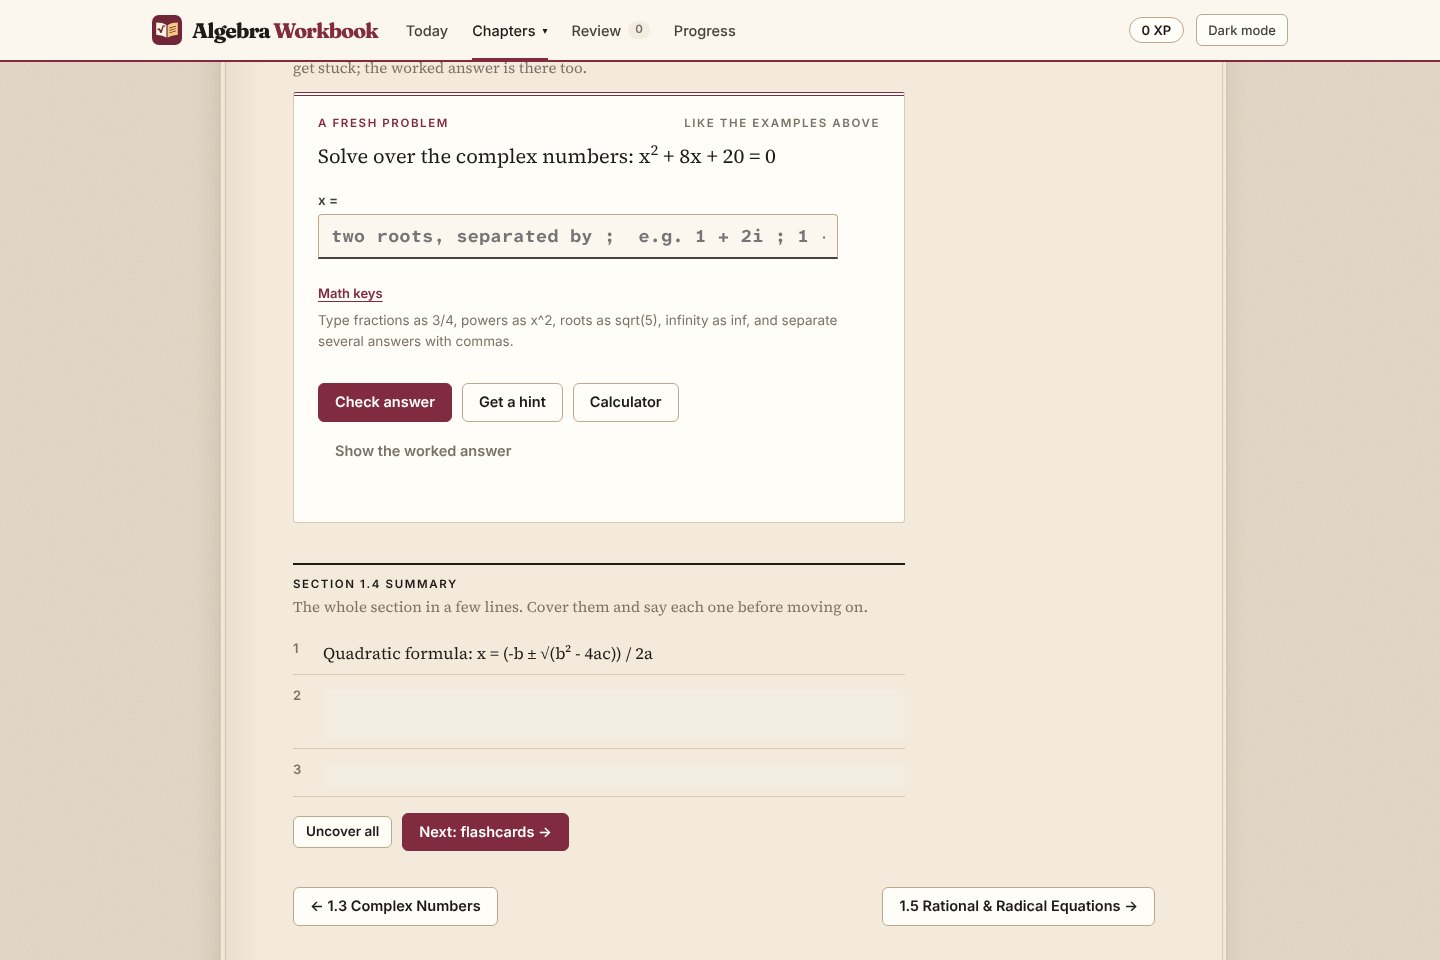 Algebra Workbook Today Chapters ▾ Review 0 Progress 0 XP Dark mode
get stuck; the worked answer is there too.
A FRESH PROBLEM LIKE THE EXAMPLES ABOVE
Solve over the complex numbers: x² + 8x + 20 = 0
x =
two roots, separated by ;  e.g. 1 + 2i ; 1
Math keys
Type fractions as 3/4, powers as x^2, roots as sqrt(5), infinity as inf, and separate
several answers with commas.
Check answer Get a hint Calculator
Show the worked answer
SECTION 1.4 SUMMARY
The whole section in a few lines. Cover them and say each one before moving on.
1 Quadratic formula: x = (-b ± √(b² - 4ac)) / 2a
2
3
Uncover all Next: flashcards →
← 1.3 Complex Numbers 1.5 Rational & Radical Equations →